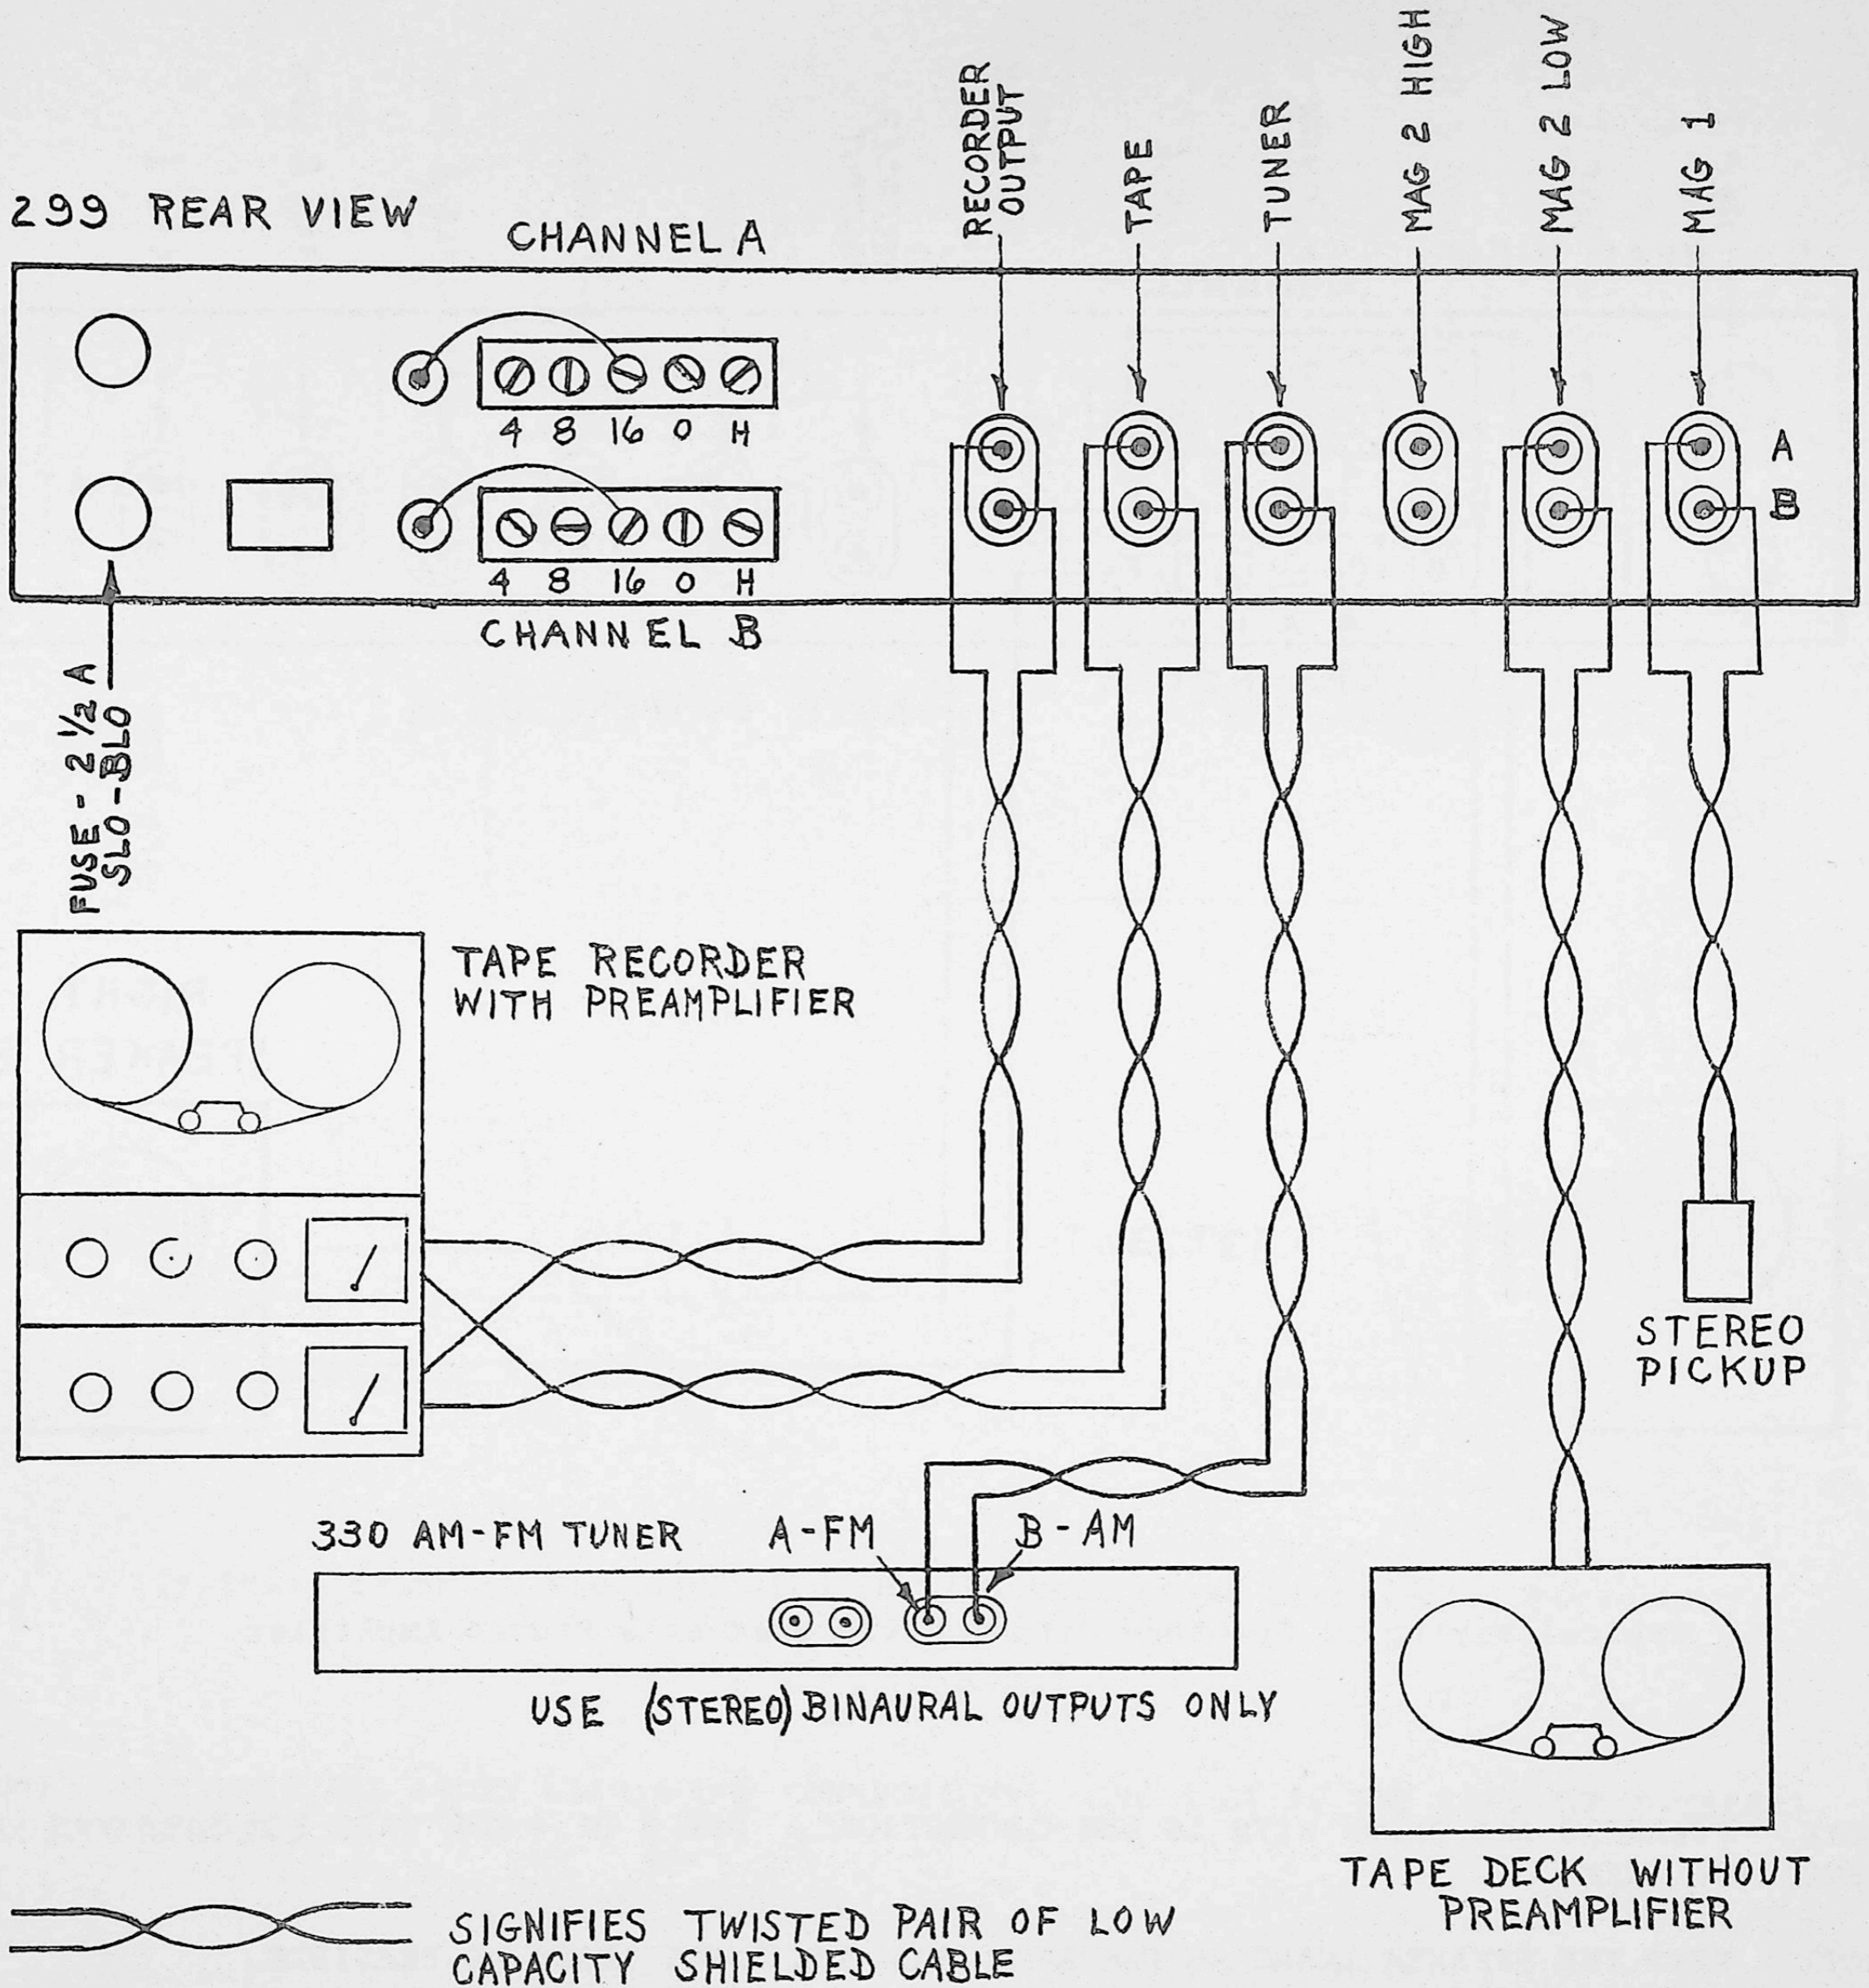 RECORDER
OUTPUT
TAPE
TUNER
MAG 2 HIGH
MAG 2 LOW
MAG 1
299 REAR VIEW
CHANNEL A
4 8 16 0 H
A
B
4 8 16 0 H
CHANNEL B
FUSE - 2 1/2 A
SLO-BLO
TAPE RECORDER
WITH PREAMPLIFIER
STEREO
PICKUP
330 AM-FM TUNER
A-FM
B-AM
USE (STEREO) BINAURAL OUTPUTS ONLY
TAPE DECK WITHOUT
PREAMPLIFIER
SIGNIFIES TWISTED PAIR OF LOW
CAPACITY SHIELDED CABLE